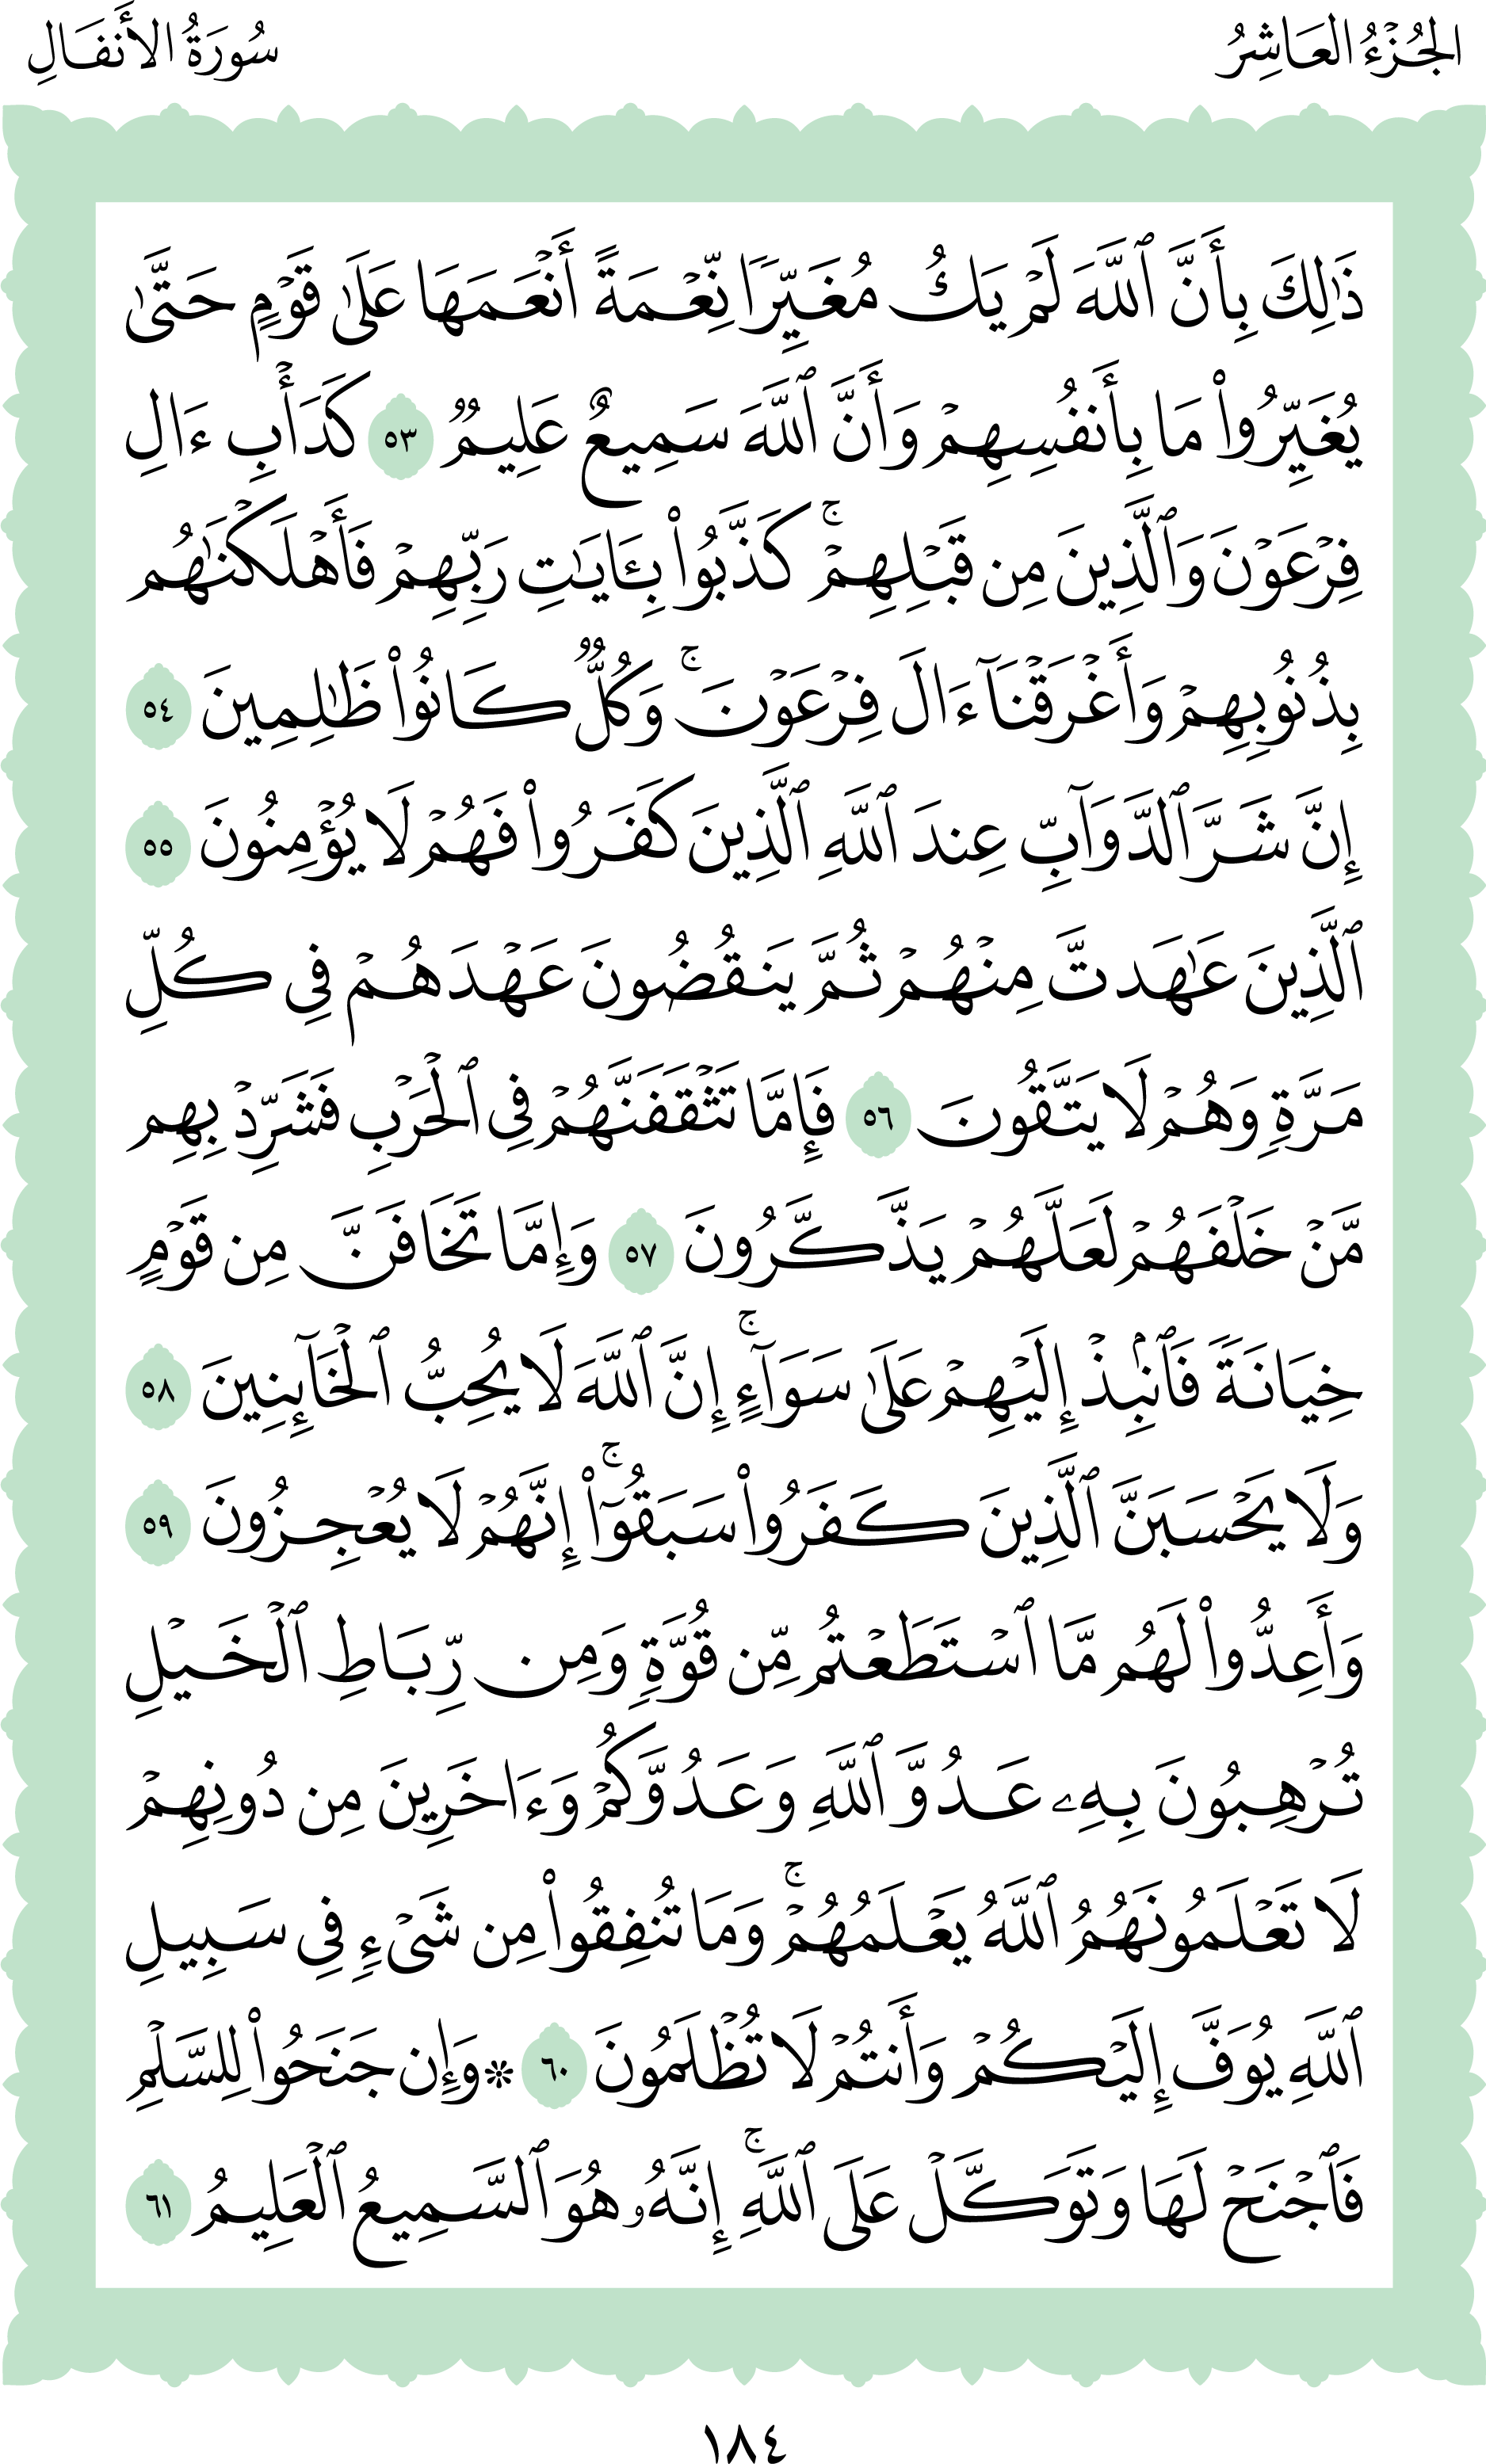 الجُزْءُ العَاشِرُ
سُورَةُ الأَنفَالِ
ذَٰلِكَ بِأَنَّ ٱللَّهَ لَمۡ يَكُ مُغَيِّرٗا نِّعۡمَةً أَنۡعَمَهَا عَلَىٰ قَوۡمٍ حَتَّىٰ
يُغَيِّرُواْ مَا بِأَنفُسِهِمۡ وَأَنَّ ٱللَّهَ سَمِيعٌ عَلِيمٞ ٥٣ كَدَأۡبِ ءَالِ
فِرۡعَوۡنَ وَٱلَّذِينَ مِن قَبۡلِهِمۡۚ كَذَّبُواْ بِـَٔايَٰتِ رَبِّهِمۡ فَأَهۡلَكۡنَٰهُم
بِذُنُوبِهِمۡ وَأَغۡرَقۡنَآ ءَالَ فِرۡعَوۡنَۚ وَكُلّٞ كَانُواْ ظَٰلِمِينَ ٥٤
إِنَّ شَرَّ ٱلدَّوَآبِّ عِندَ ٱللَّهِ ٱلَّذِينَ كَفَرُواْ فَهُمۡ لَا يُؤۡمِنُونَ ٥٥
ٱلَّذِينَ عَٰهَدتَّ مِنۡهُمۡ ثُمَّ يَنقُضُونَ عَهۡدَهُمۡ فِي كُلِّ
مَرَّةٖ وَهُمۡ لَا يَتَّقُونَ ٥٦ فَإِمَّا تَثۡقَفَنَّهُمۡ فِي ٱلۡحَرۡبِ فَشَرِّدۡ بِهِم
مَّنۡ خَلۡفَهُمۡ لَعَلَّهُمۡ يَذَّكَّرُونَ ٥٧ وَإِمَّا تَخَافَنَّ مِن قَوۡمٍ
خِيَانَةٗ فَٱنۢبِذۡ إِلَيۡهِمۡ عَلَىٰ سَوَآءٍۚ إِنَّ ٱللَّهَ لَا يُحِبُّ ٱلۡخَآئِنِينَ ٥٨
وَلَا يَحۡسَبَنَّ ٱلَّذِينَ كَفَرُواْ سَبَقُوٓاْۚ إِنَّهُمۡ لَا يُعۡجِزُونَ ٥٩
وَأَعِدُّواْ لَهُم مَّا ٱسۡتَطَعۡتُم مِّن قُوَّةٖ وَمِن رِّبَاطِ ٱلۡخَيۡلِ
تُرۡهِبُونَ بِهِۦ عَدُوَّ ٱللَّهِ وَعَدُوَّكُمۡ وَءَاخَرِينَ مِن دُونِهِمۡ
لَا تَعۡلَمُونَهُمُ ٱللَّهُ يَعۡلَمُهُمۡۚ وَمَا تُنفِقُواْ مِن شَيۡءٖ فِي سَبِيلِ
ٱللَّهِ يُوَفَّ إِلَيۡكُمۡ وَأَنتُمۡ لَا تُظۡلَمُونَ ٦٠ ۞ وَإِن جَنَحُواْ لِلسَّلۡمِ
فَٱجۡنَحۡ لَهَا وَتَوَكَّلۡ عَلَى ٱللَّهِۚ إِنَّهُۥ هُوَ ٱلسَّمِيعُ ٱلۡعَلِيمُ ٦١
١٨٤